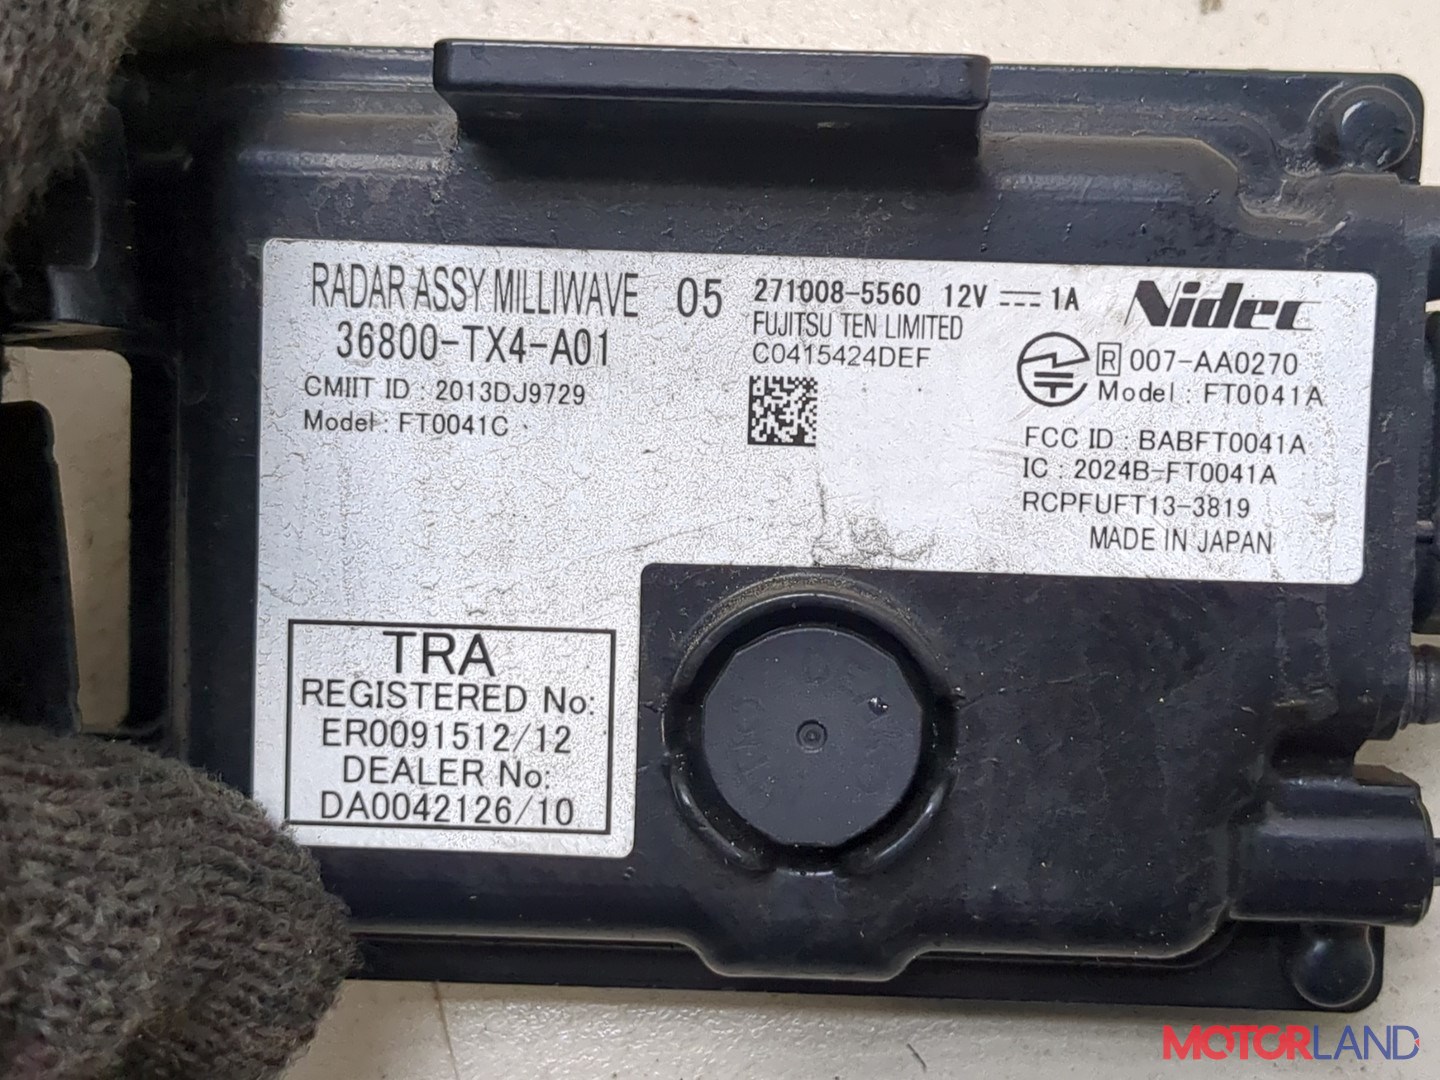 RADAR ASSY MILLIWAVE 05
36800-TX4-A01
CMIIT ID : 2013DJ9729
Model : FT0041C
271008-5560 12V 1A
FUJITSU TEN LIMITED
C0415424DEF
Nidec
R 007-AA0270
Model : FT0041A
FCC ID : BABFT0041A
IC : 2024B-FT0041A
RCPFUFT13-3819
MADE IN JAPAN
TRA
REGISTERED No:
ER0091512/12
DEALER No:
DA0042126/10
MOTORLAND